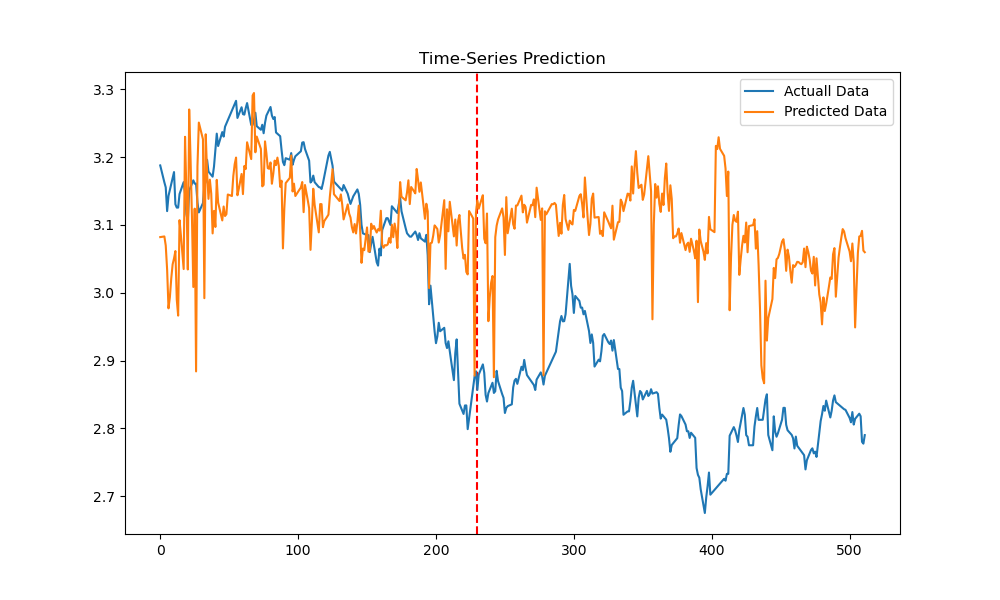 Time-Series Prediction
Actuall Data
Predicted Data
3.3
3.2
3.1
3.0
2.9
2.8
2.7
0 100 200 300 400 500